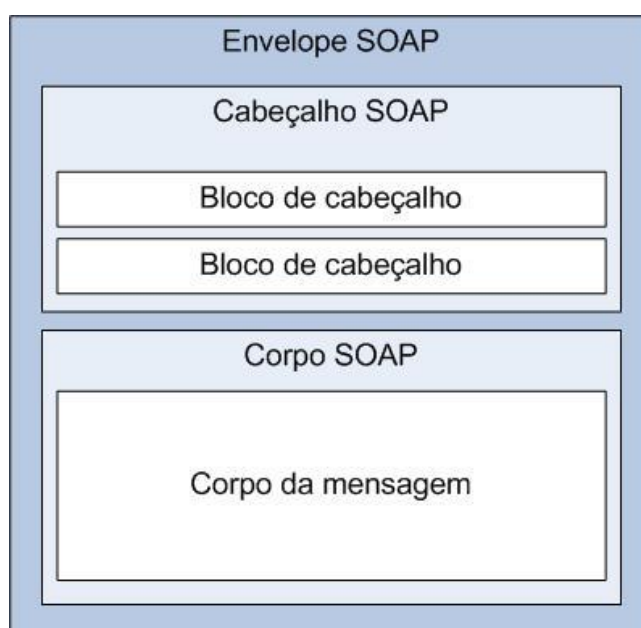 Envelope SOAP
Cabeçalho SOAP
Bloco de cabeçalho
Bloco de cabeçalho
Corpo SOAP
Corpo da mensagem